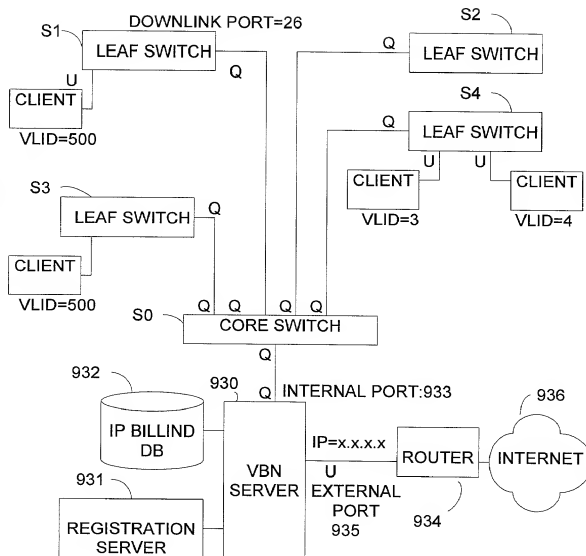 S1
DOWNLINK PORT=26
LEAF SWITCH
U
Q
CLIENT
VLID=500
S2
Q
LEAF SWITCH
S4
Q
LEAF SWITCH
U
U
CLIENT
CLIENT
VLID=3
VLID=4
S3
LEAF SWITCH
Q
CLIENT
VLID=500
S0
Q
Q
Q
Q
CORE SWITCH
Q
932
930
Q
INTERNAL PORT:933
936
IP BILLIND
DB
VBN
SERVER
IP=x.x.x.x
U
EXTERNAL
PORT
935
ROUTER
934
INTERNET
931
REGISTRATION
SERVER